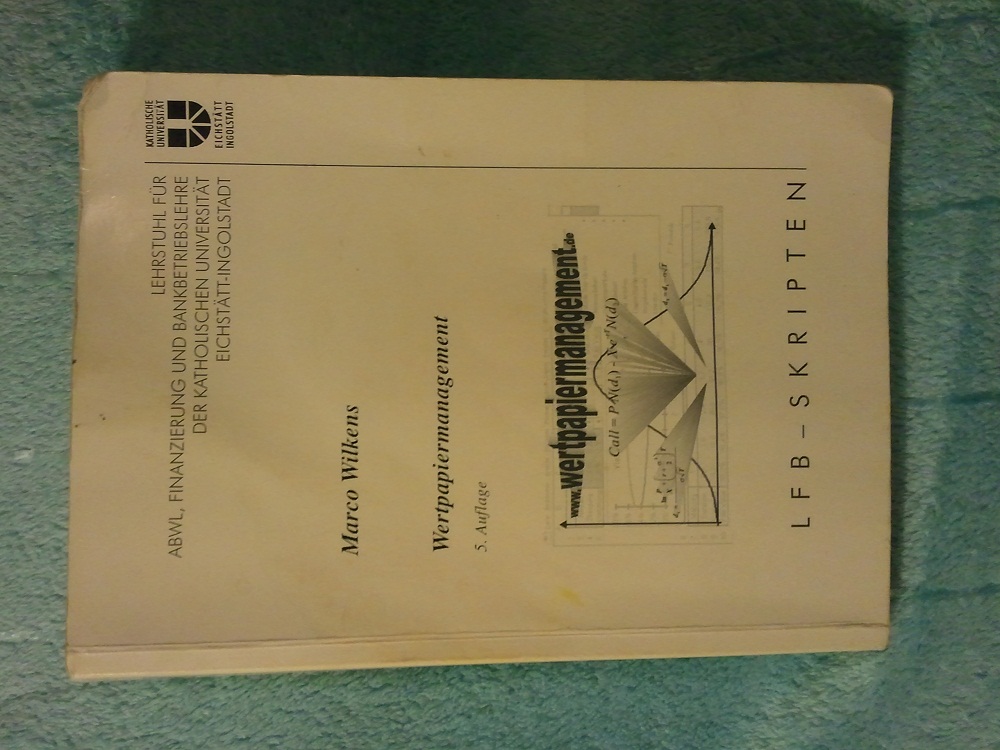 KATHOLISCHE
UNIVERSITÄT
EICHSTÄTT
INGOLSTADT
LEHRSTUHL FÜR
ABWL, FINANZIERUNG UND BANKBETRIEBSLEHRE
DER KATHOLISCHEN UNIVERSITÄT
EICHSTÄTT-INGOLSTADT
Marco Wilkens
Wertpapiermanagement
5. Auflage
www.wertpapiermanagement.de
Call = P·N(d₁) - X·e⁻ʳᵀN(d₂)
LFB – SKRIPTEN